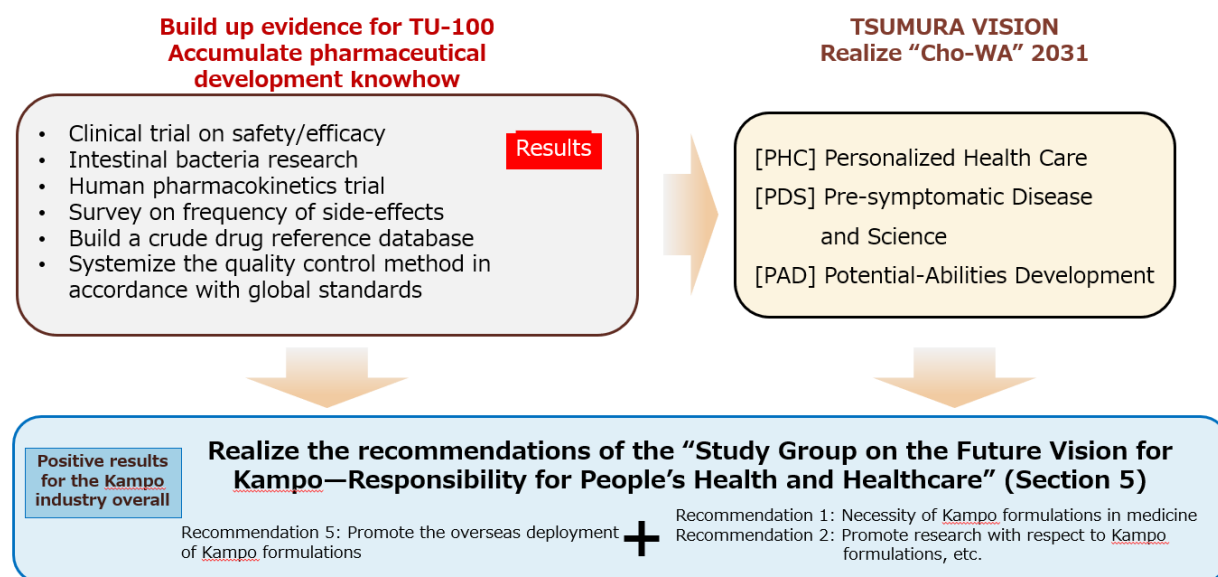 Build up evidence for TU-100
Accumulate pharmaceutical
development knowhow
• Clinical trial on safety/efficacy
• Intestinal bacteria research
• Human pharmacokinetics trial
• Survey on frequency of side-effects
• Build a crude drug reference database
• Systemize the quality control method in
accordance with global standards
Results
TSUMURA VISION
Realize “Cho-WA” 2031
[PHC] Personalized Health Care
[PDS] Pre-symptomatic Disease
and Science
[PAD] Potential-Abilities Development
Positive results
for the Kampo
industry overall
Realize the recommendations of the “Study Group on the Future Vision for
Kampo—Responsibility for People’s Health and Healthcare” (Section 5)
Recommendation 5: Promote the overseas deployment
of Kampo formulations
+
Recommendation 1: Necessity of Kampo formulations in medicine
Recommendation 2: Promote research with respect to Kampo
formulations, etc.